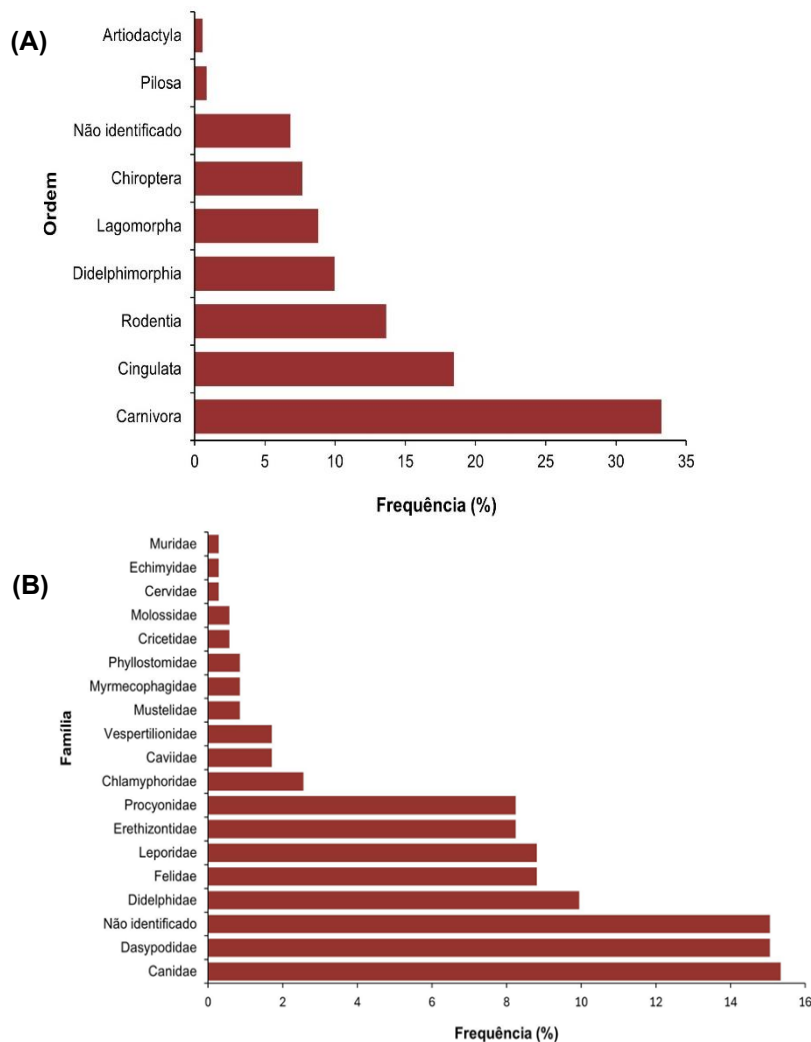 (A)
Ordem
Artiodactyla
Pilosa
Não identificado
Chiroptera
Lagomorpha
Didelphimorphia
Rodentia
Cingulata
Carnivora
0 5 10 15 20 25 30 35
Frequência (%)
(B)
Família
Muridae
Echimyidae
Cervidae
Molossidae
Cricetidae
Phyllostomidae
Myrmecophagidae
Mustelidae
Vespertilionidae
Caviidae
Chlamyphoridae
Procyonidae
Erethizontidae
Leporidae
Felidae
Didelphidae
Não identificado
Dasypodidae
Canidae
0 2 4 6 8 10 12 14 16
Frequência (%)